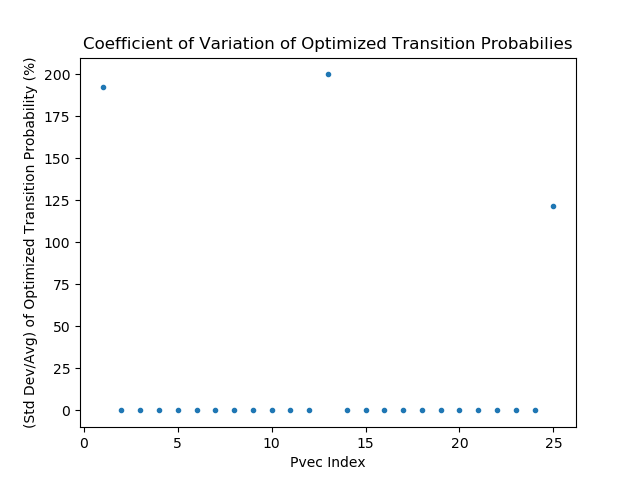 Coefficient of Variation of Optimized Transition Probabilies
(Std Dev/Avg) of Optimized Transition Probability (%)
200
175
150
125
100
75
50
25
0
0 5 10 15 20 25
Pvec Index